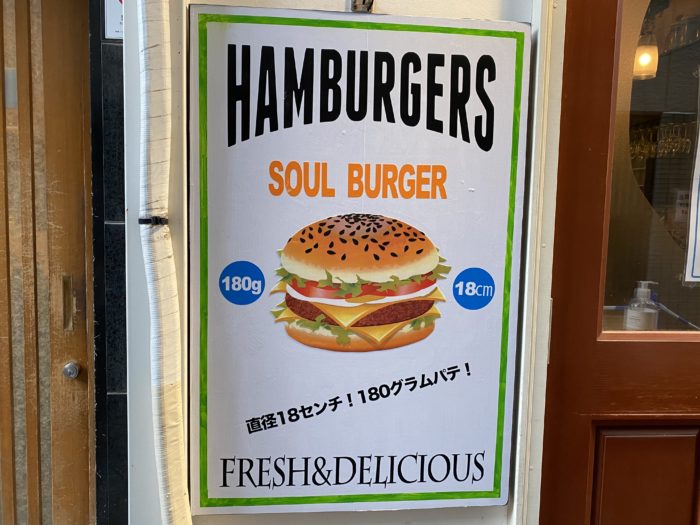 HAMBURGERS
SOUL BURGER
180g
18cm
直径18センチ！180グラムパテ！
FRESH&DELICIOUS